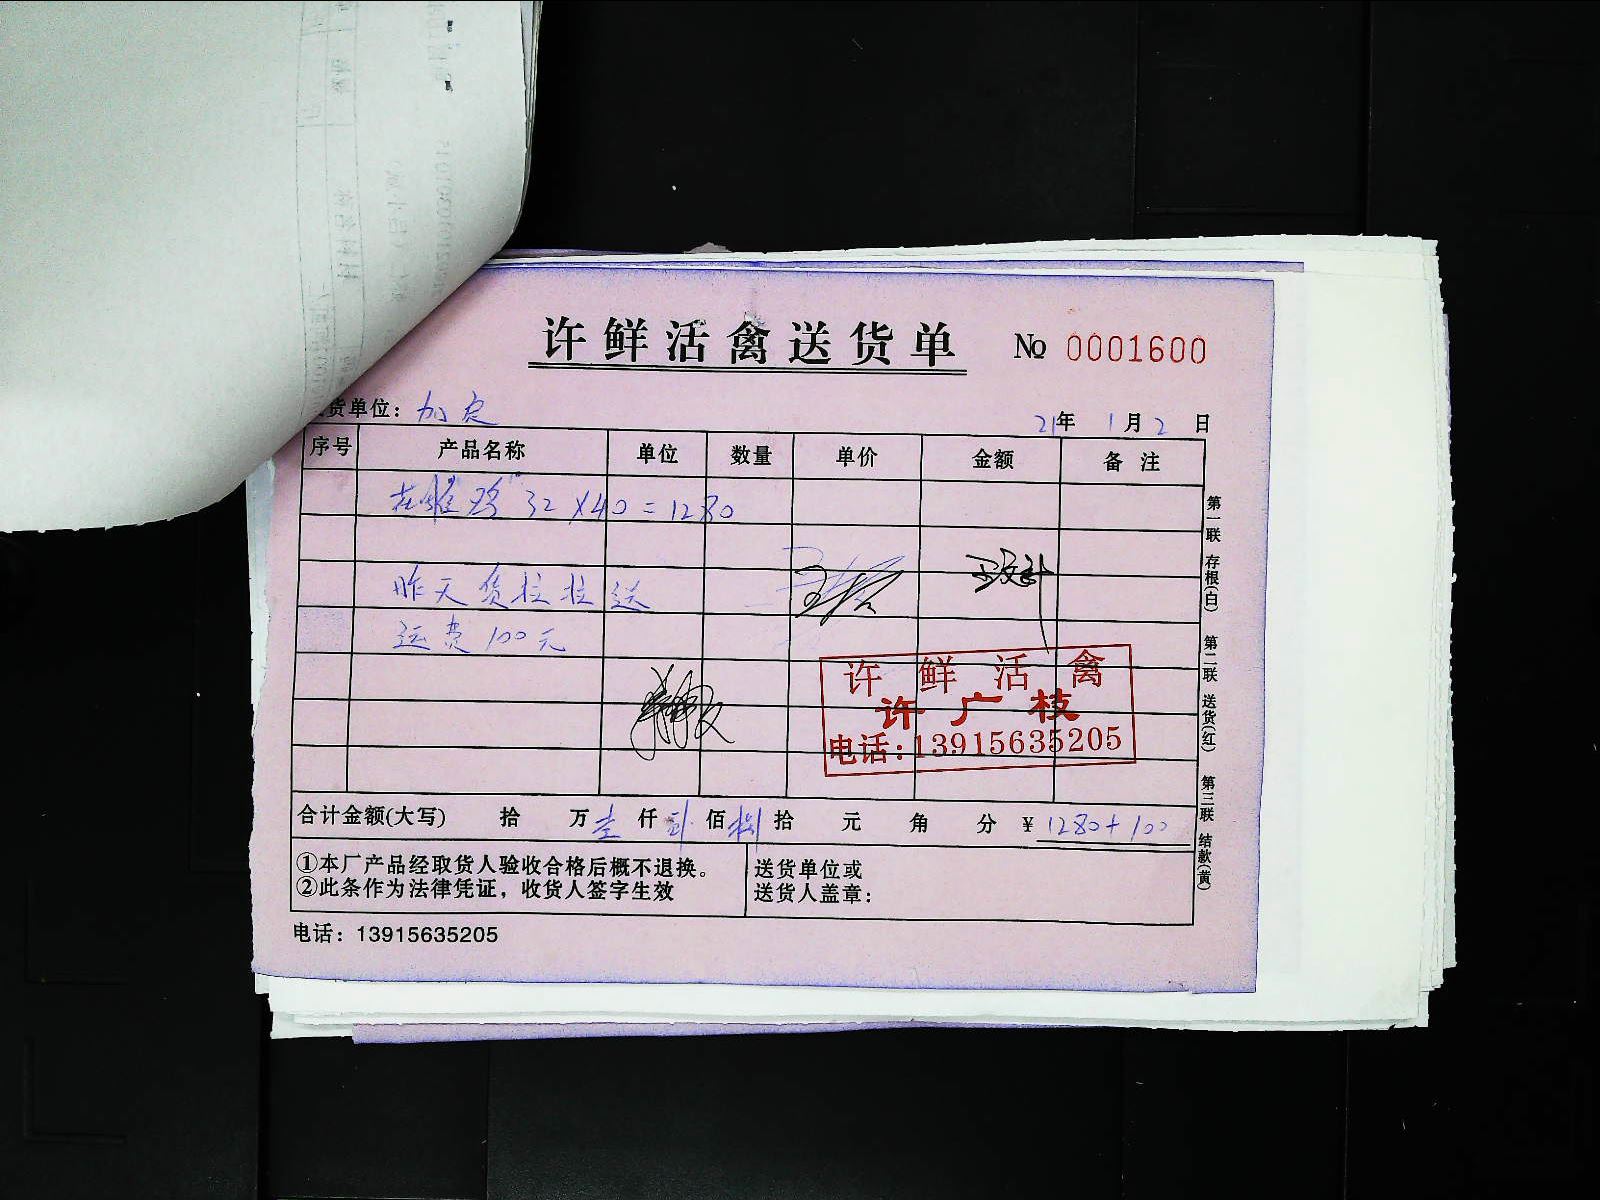 许鲜活禽送货单 № 0001600
货单位：加定
21年 1月2日
序号 产品名称 单位 数量 单价 金额 备注
鸡 32×40=1280
昨天货拉拉送
运费100元
许鲜活禽
许广枝
电话：13915635205
合计金额(大写) 拾 万壹仟贰佰捌拾 元 角 分 ¥1280+100
①本厂产品经取货人验收合格后概不退换。
②此条作为法律凭证，收货人签字生效
送货单位或
送货人盖章：
电话：13915635205
第一联 存根(白) 第二联 送货(红) 第三联 结款(黄)